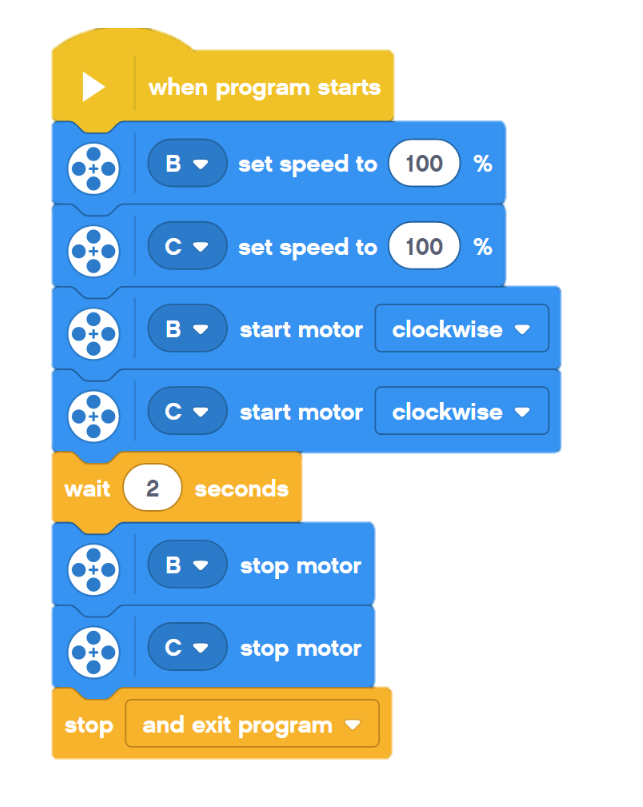 when program starts
B set speed to 100 %
C set speed to 100 %
B start motor clockwise
C start motor clockwise
wait 2 seconds
B stop motor
C stop motor
stop and exit program